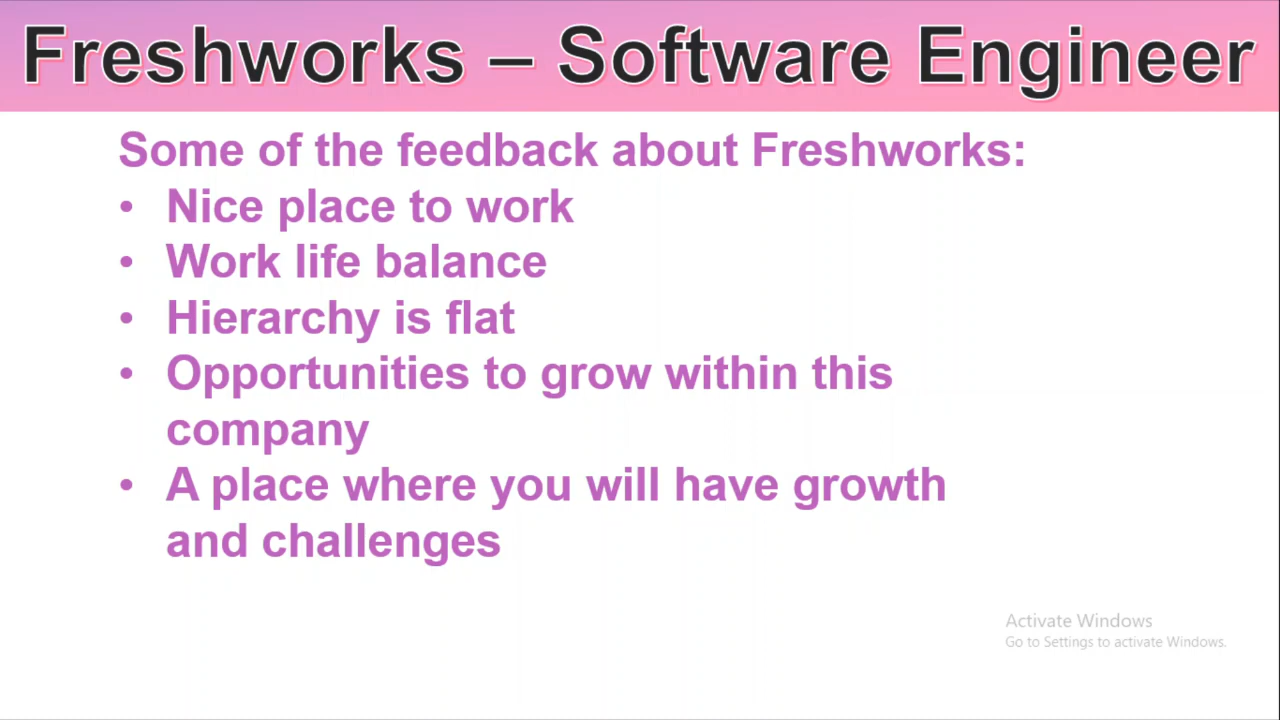 Freshworks – Software Engineer
Some of the feedback about Freshworks:
• Nice place to work
• Work life balance
• Hierarchy is flat
• Opportunities to grow within this
company
• A place where you will have growth
and challenges
Activate Windows
Go to Settings to activate Windows.